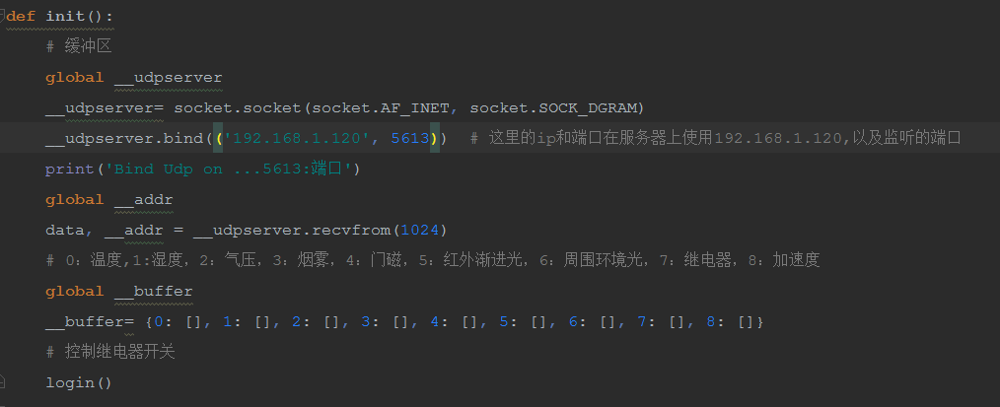 def init():
    # 缓冲区
    global __udpserver
    __udpserver= socket.socket(socket.AF_INET, socket.SOCK_DGRAM)
    __udpserver.bind(('192.168.1.120', 5613))  # 这里的ip和端口在服务器上使用192.168.1.120,以及监听的端口
    print('Bind Udp on ...5613:端口')
    global __addr
    data, __addr = __udpserver.recvfrom(1024)
    # 0：温度,1:湿度，2：气压，3：烟雾，4：门磁，5：红外渐进光，6：周围环境光，7：继电器，8：加速度
    global __buffer
    __buffer= {0: [], 1: [], 2: [], 3: [], 4: [], 5: [], 6: [], 7: [], 8: []}
    # 控制继电器开关
    login()